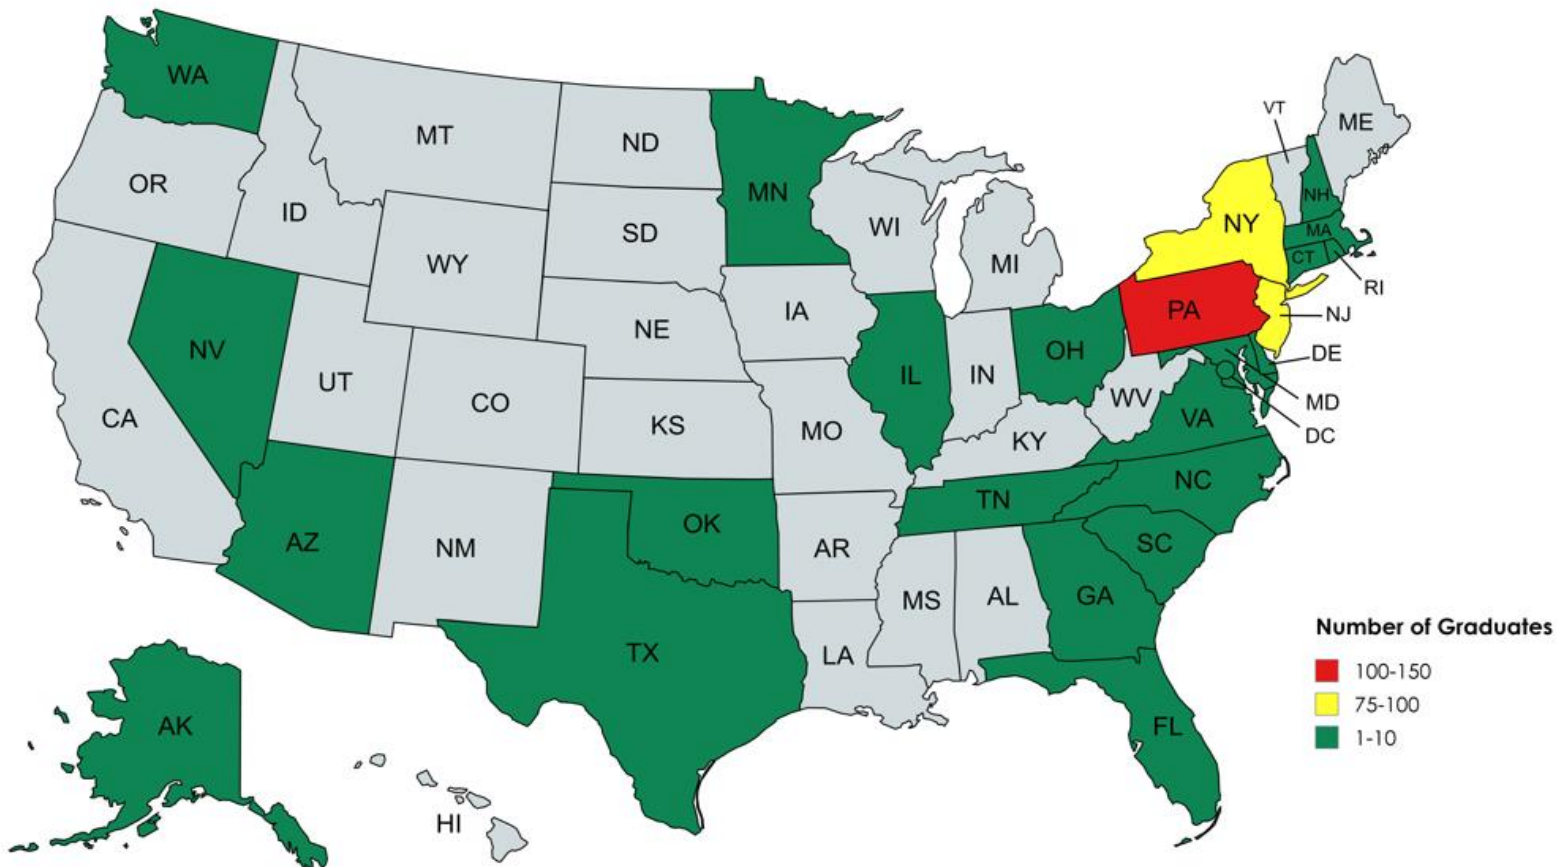 WA
MT
ND
MN
OR
ID
SD
WI
WY
MI
VT
ME
NH
NY
MA
CT
RI
IA
NE
PA
NJ
NV
OH
DE
UT
IL
IN
CO
WV
MD
CA
KS
MO
VA
KY
DC
NC
TN
OK
AZ
NM
AR
SC
MS
AL
GA
TX
LA
AK
FL
HI
Number of Graduates
100-150
75-100
1-10